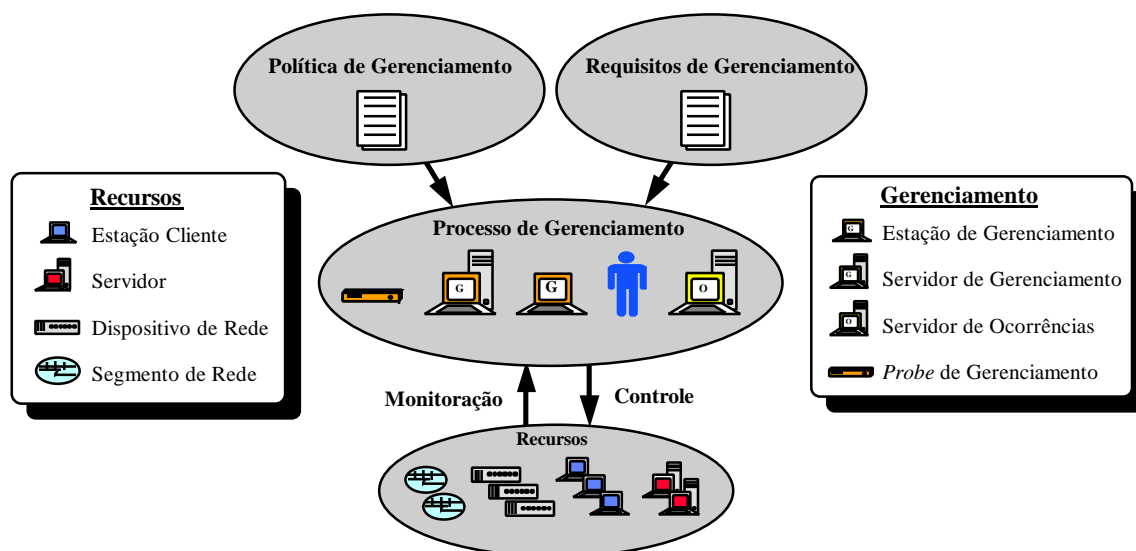 Política de Gerenciamento
Requisitos de Gerenciamento
Recursos
Estação Cliente
Servidor
Dispositivo de Rede
Segmento de Rede
Processo de Gerenciamento
G
G
O
Gerenciamento
G
Estação de Gerenciamento
G
Servidor de Gerenciamento
O
Servidor de Ocorrências
Probe de Gerenciamento
Monitoração
Controle
Recursos